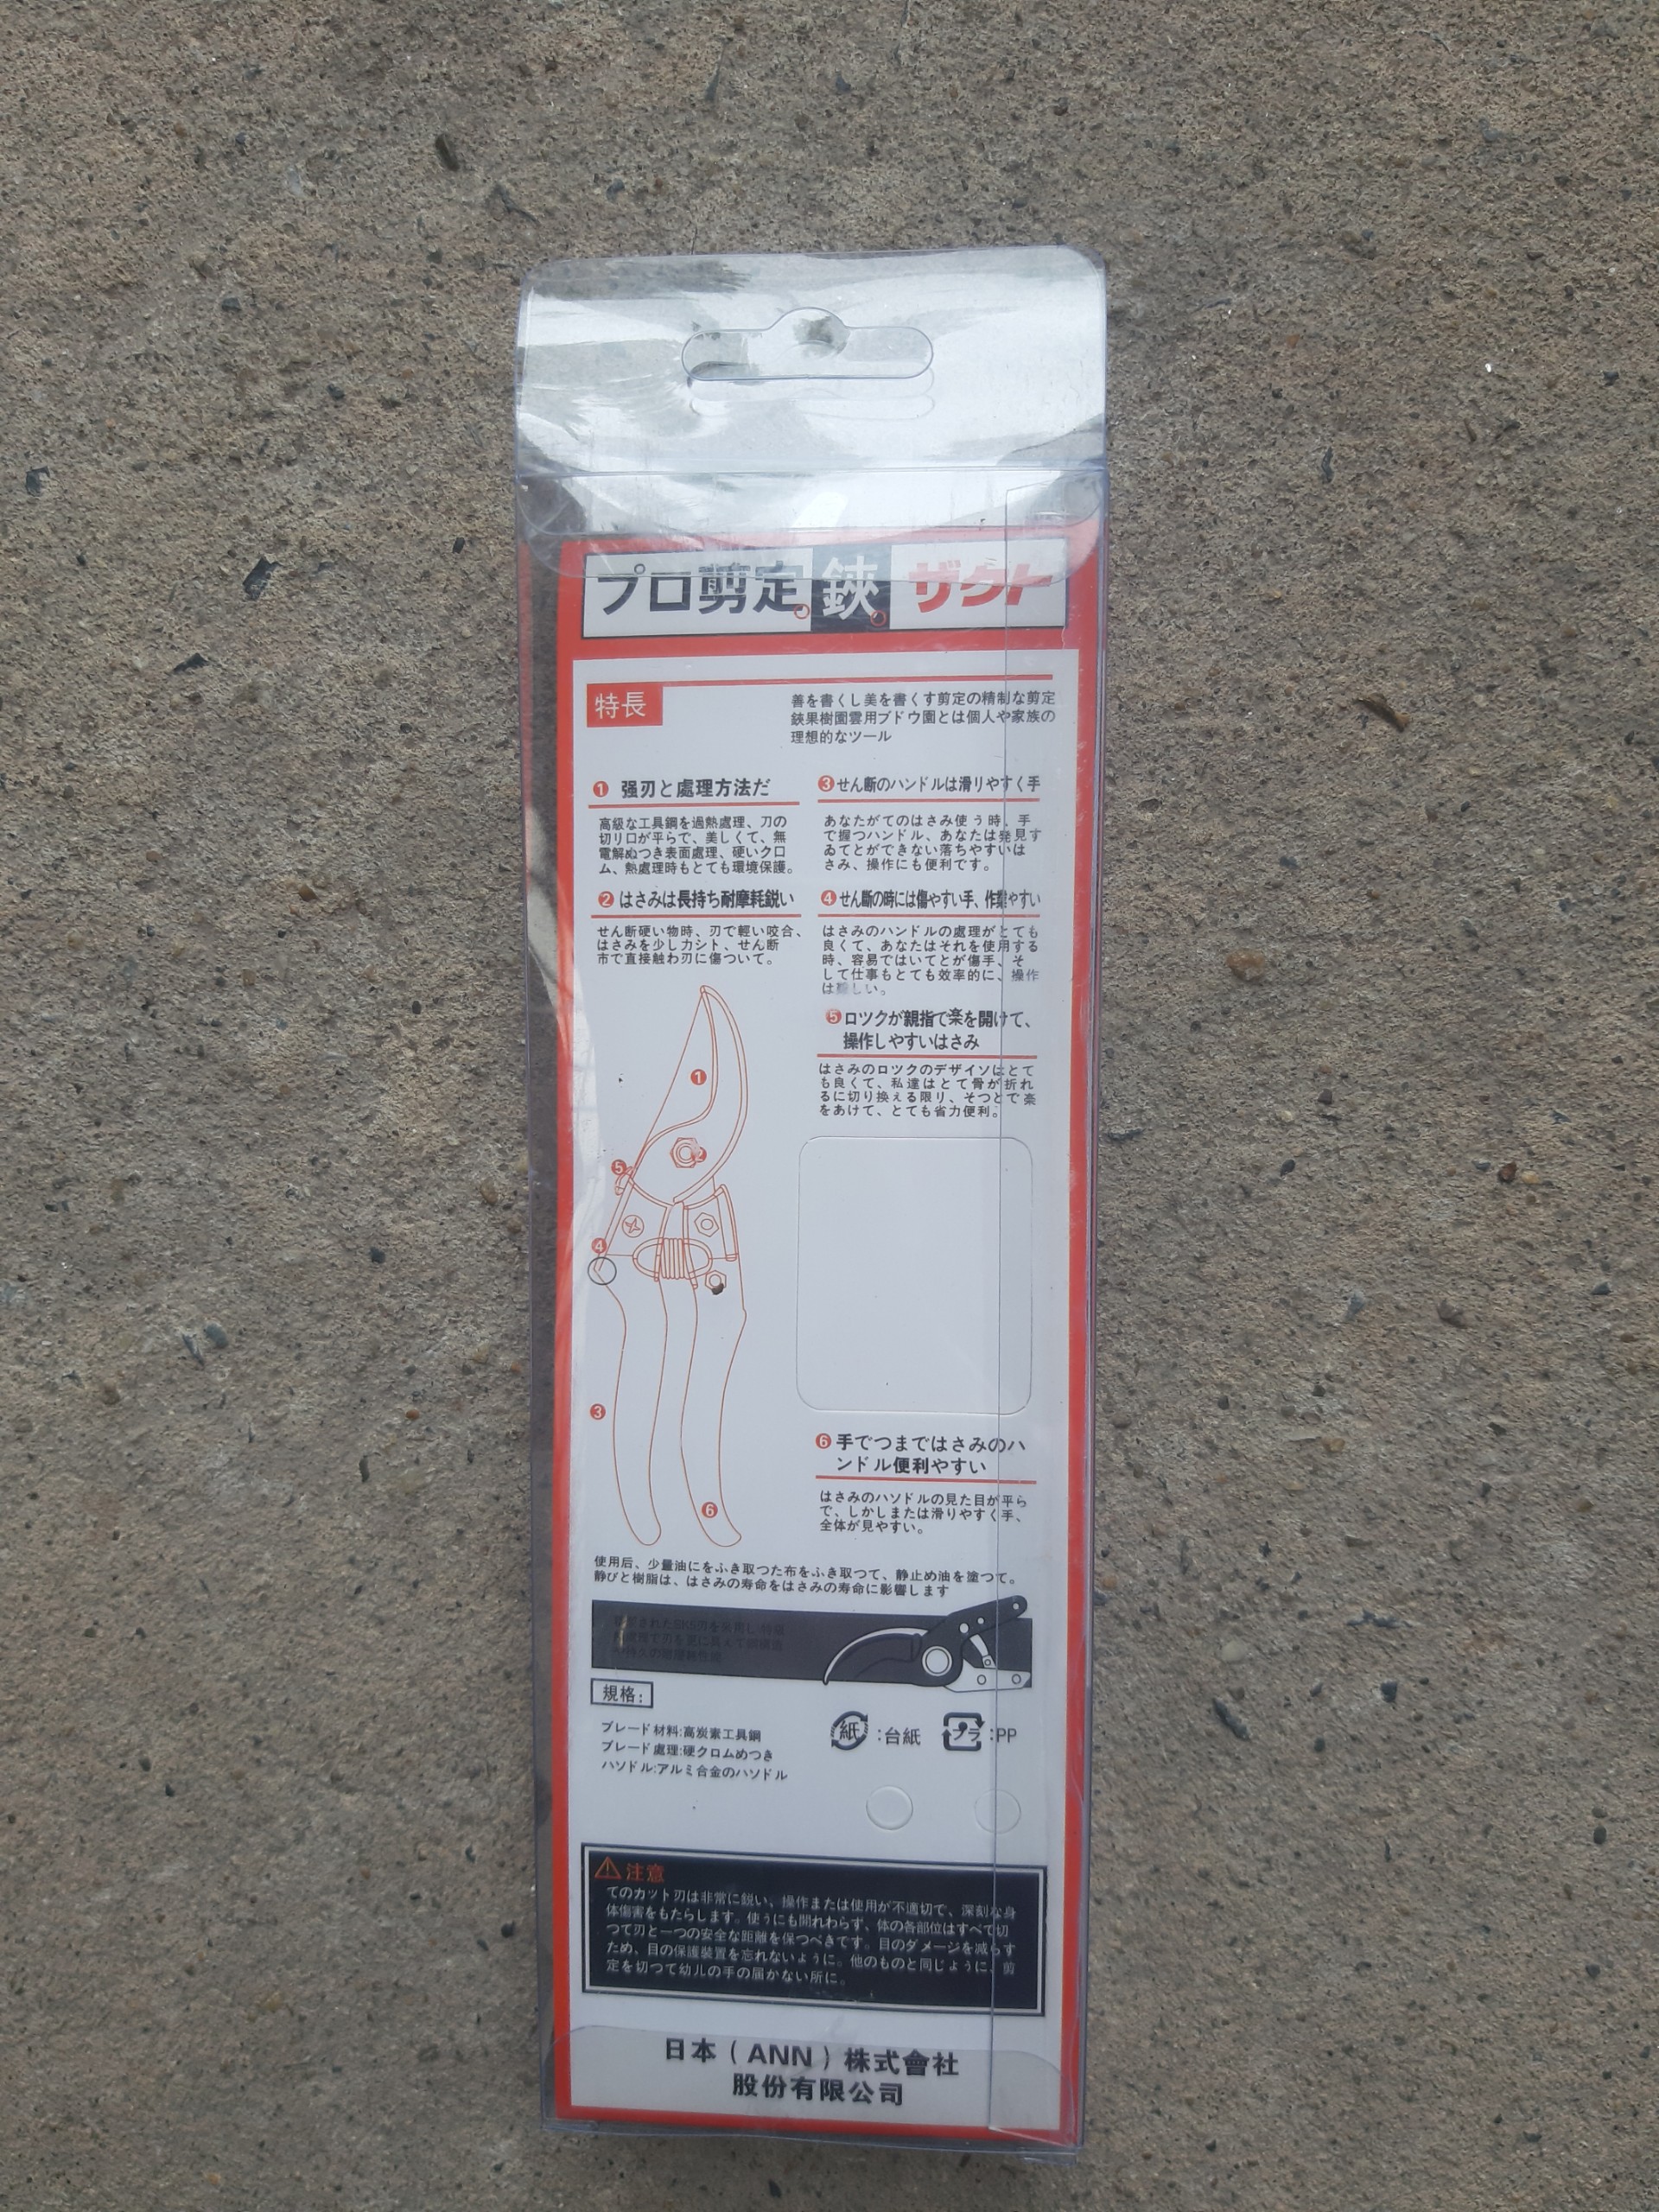 プロ剪定鋏 ザクト
特長
善を書くし美を書くす剪定の精制な剪定
鋏果樹園雲用ブドウ園とは個人や家族の
理想的なツール
1 强刃と處理方法だ
高級な工具鋼を過熱處理、刀の
切り口が平らで、美しくて、無
電解ぬつき表面處理、硬いクロ
ム、熱處理時もとても環境保護。
2 はさみは長持ち耐摩耗鋭い
せん断硬い物時、刃で輕い咬合、
はさみを少し力シト、せん断
市で直接触わ刃に傷ついて。
3 せん断のハンドルは滑りやすく手
あなたがてのはさみ使う時、手
で握つハンドル、あなたは発見す
ゐてとができない落ちやすいは
さみ、操作にも便利です。
4 せん斷の時には傷やすい手、作業やすい
はさみのハンドルの処理がとても
良くて、あなたはそれを使用する
時、容易ではいてとが傷手、そ
して仕事もとても效率的に、操作
は難しい。
5 ロツクが親指で楽を開けて、
操作しやすいはさみ
はさみのロツクのデザイソはとて
も良くて、私達はとて骨が折れ
るに切り換える限り、そつとで楽
をあけて、とても省力便利。
1
2
5
4
3
6
6 手でつまではさみのハ
ンドル便利やすい
はさみのハソドルの見た目が平ら
で、しかしまたは滑りやすく手、
全体が見やすい。
使用后、少量油にをふき取つた布をふき取つて、静止め油を塗つて。
静びと樹脂は、はさみの寿命をはさみの寿命に影響します
規格:
ブレード材料:高炭素工具鋼
ブレード處理:硬クロムめつき
ハソドル:アルミ合金のハソドル
紙:台紙 プラ:PP
注意
てのカット刃は非常に鋭い、操作または使用が不適切で、深刻な身
体傷害をもたらします。使うにも関れわらず、体の各部位はすべて切
つて刃と一つの安全な距離を保つべきてす。目のダメージを減らす
ため、目の保護裝置を忘れないように。他のものと同じように、剪
定を切つて幼儿の手の届かない所に。
日本(ANN)株式會社
股份有限公司